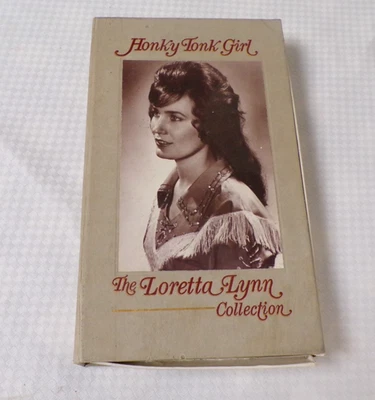 Honky Tonk Girl
The Loretta Lynn
Collection